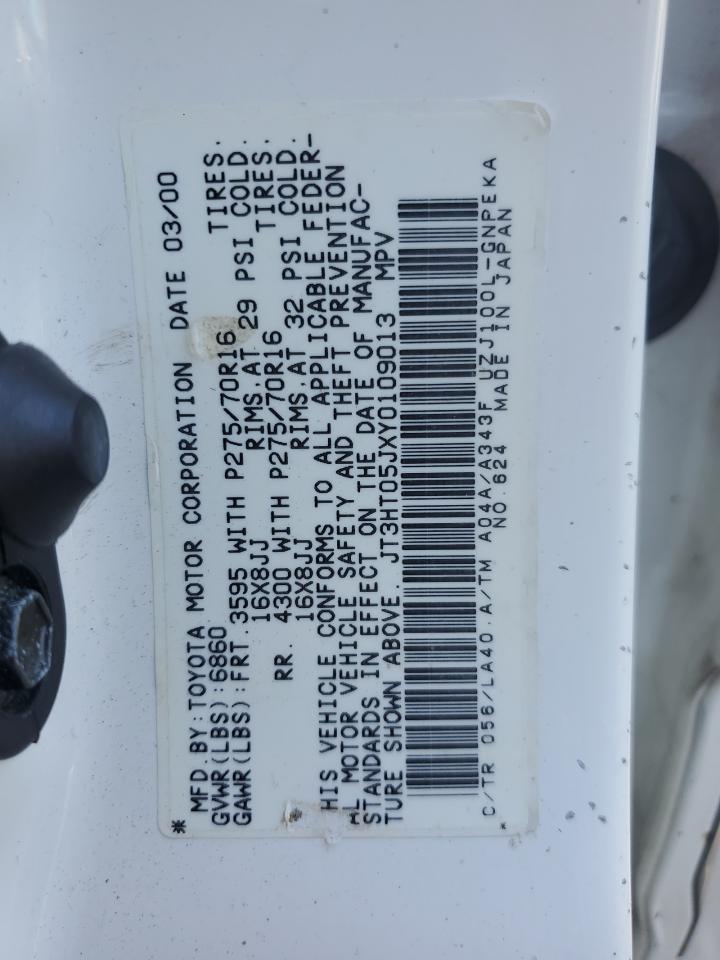 MFD.BY:TOYOTA MOTOR CORPORATION DATE 03/00
GVWR(LBS):6860
GAWR(LBS):FRT.3595 WITH P275/70R16 TIRES.
16X8JJ RIMS.AT 29 PSI COLD.
RR. 4300 WITH P275/70R16 TIRES.
16X8JJ RIMS.AT 32 PSI COLD.
HIS VEHICLE CONFORMS TO ALL APPLICABLE FEDER-
AL MOTOR VEHICLE SAFETY AND THEFT PREVENTION
STANDARDS IN EFFECT ON THE DATE OF MANUFAC-
TURE SHOWN ABOVE. JT3HT05JXY0109013 MPV
C/TR 056/LA40 A/TM A04A/A343F UZJ100L-GNPEKA
NO.624 MADE IN JAPAN